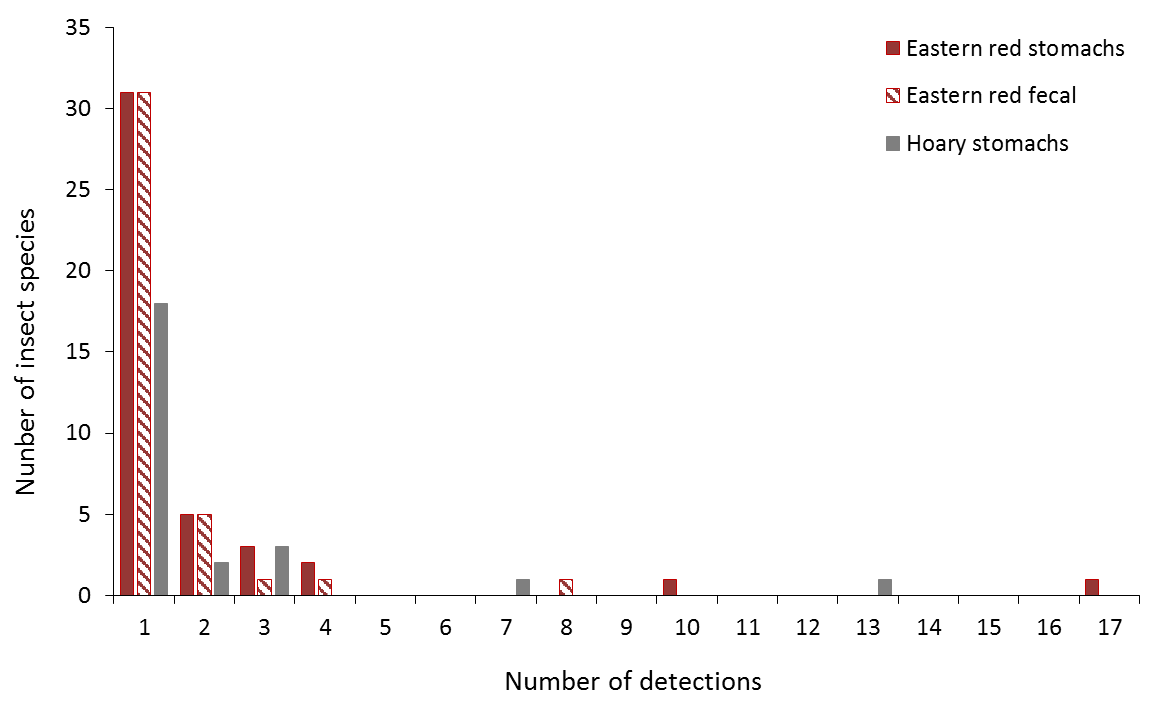 35
30
25
20
15
10
5
0
Nunber of insect species
Eastern red stomachs
Eastern red fecal
Hoary stomachs
1 2 3 4 5 6 7 8 9 10 11 12 13 14 15 16 17
Number of detections